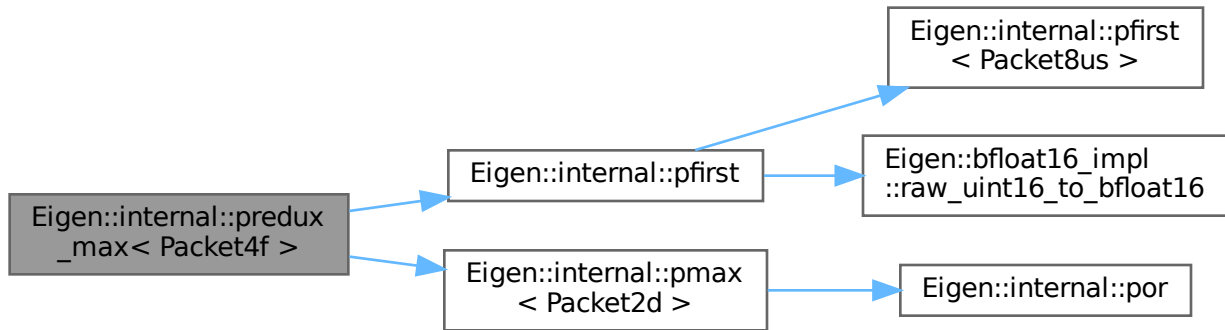 Eigen::internal::predux
_max< Packet4f >
Eigen::internal::pfirst
Eigen::internal::pfirst
< Packet8us >
Eigen::bfloat16_impl
::raw_uint16_to_bfloat16
Eigen::internal::pmax
< Packet2d >
Eigen::internal::por